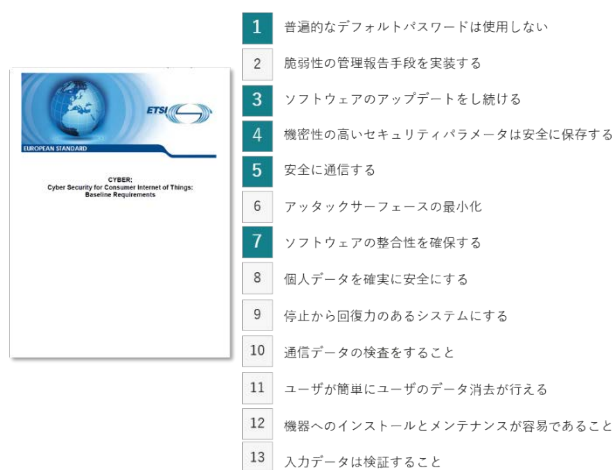 ETSI
EUROPEAN STANDARD
CYBER;
Cyber Security for Consumer Internet of Things:
Baseline Requirements
1 普遍的なデフォルトパスワードは使用しない
2 脆弱性の管理報告手段を実装する
3 ソフトウェアのアップデートをし続ける
4 機密性の高いセキュリティパラメータは安全に保存する
5 安全に通信する
6 アッタックサーフェースの最小化
7 ソフトウェアの整合性を確保する
8 個人データを確実に安全にする
9 停止から回復力のあるシステムにする
10 通信データの検査をすること
11 ユーザが簡単にユーザのデータ消去が行える
12 機器へのインストールとメンテナンスが容易であること
13 入力データは検証すること